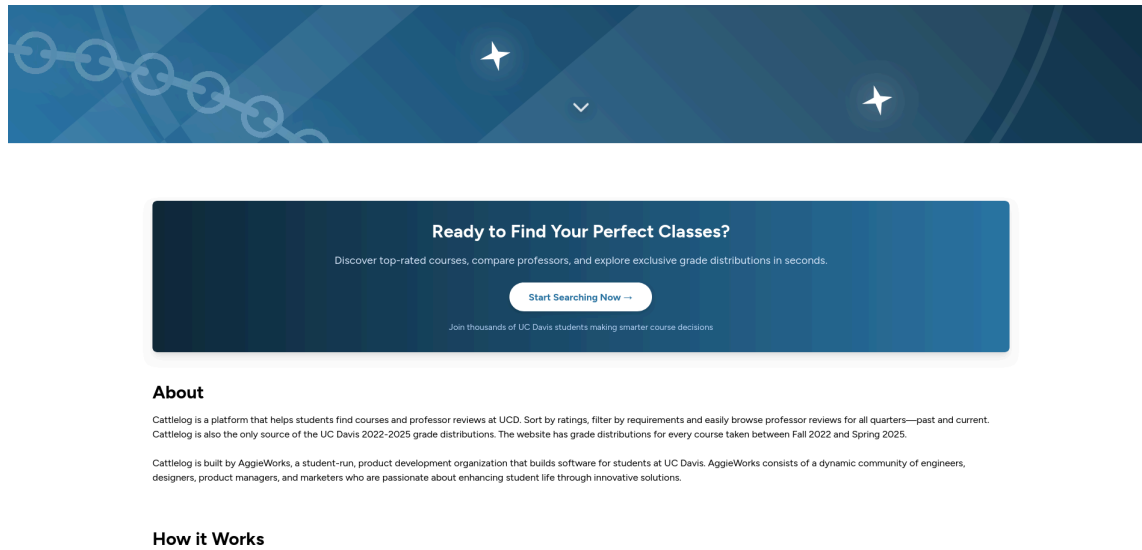 Ready to Find Your Perfect Classes?
Discover top-rated courses, compare professors, and explore exclusive grade distributions in seconds.
Start Searching Now →
Join thousands of UC Davis students making smarter course decisions
About
Cattlelog is a platform that helps students find courses and professor reviews at UCD. Sort by ratings, filter by requirements and easily browse professor reviews for all quarters—past and current.
Cattlelog is also the only source of the UC Davis 2022-2025 grade distributions. The website has grade distributions for every course taken between Fall 2022 and Spring 2025.
Cattlelog is built by AggieWorks, a student-run, product development organization that builds software for students at UC Davis. AggieWorks consists of a dynamic community of engineers,
designers, product managers, and marketers who are passionate about enhancing student life through innovative solutions.
How it Works